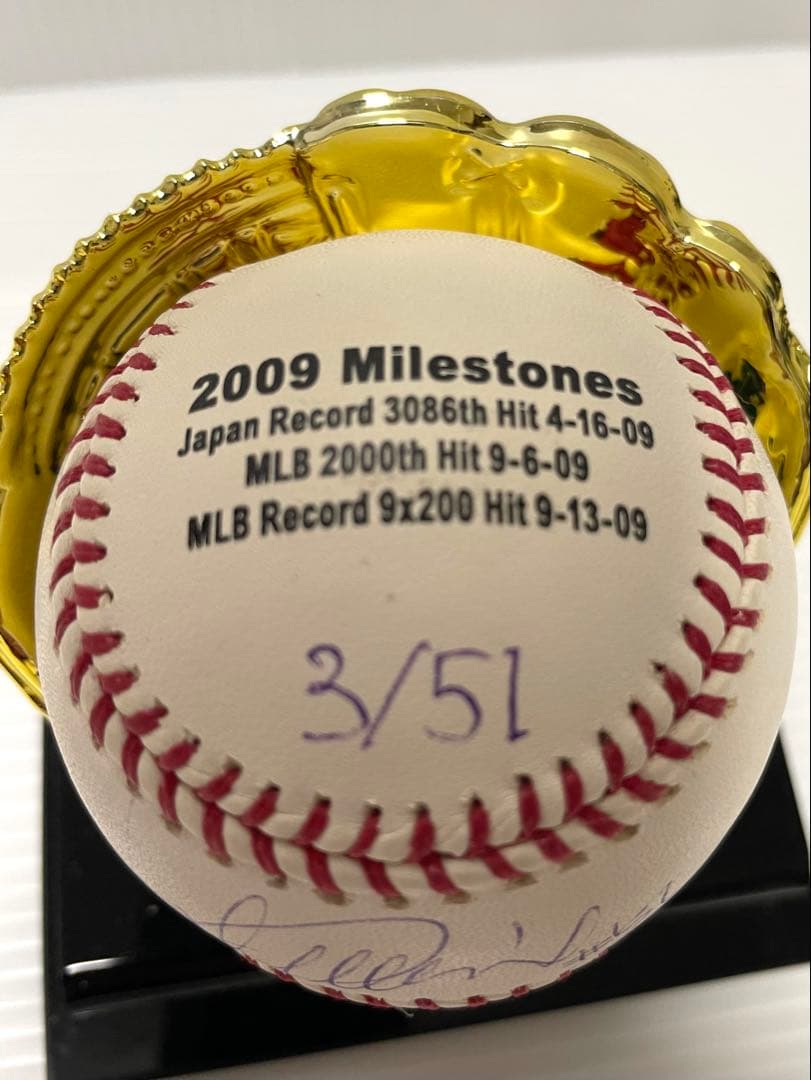 2009 Milestones
Japan Record 3086th Hit 4-16-09
MLB 2000th Hit 9-6-09
MLB Record 9x200 Hit 9-13-09
3/51